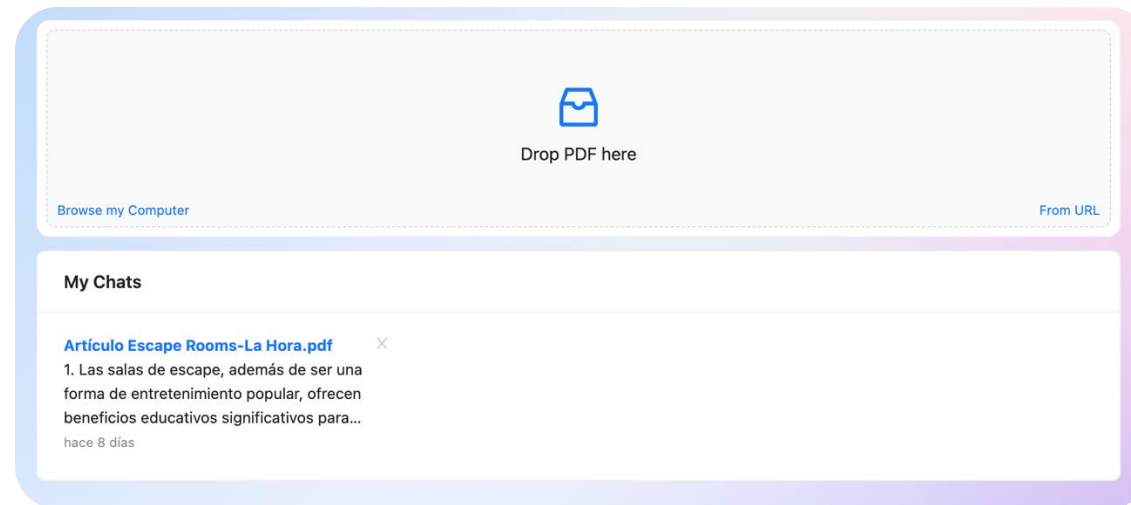 Drop PDF here
Browse my Computer
From URL
My Chats
Artículo Escape Rooms-La Hora.pdf
1. Las salas de escape, además de ser una
forma de entretenimiento popular, ofrecen
beneficios educativos significativos para...
hace 8 días